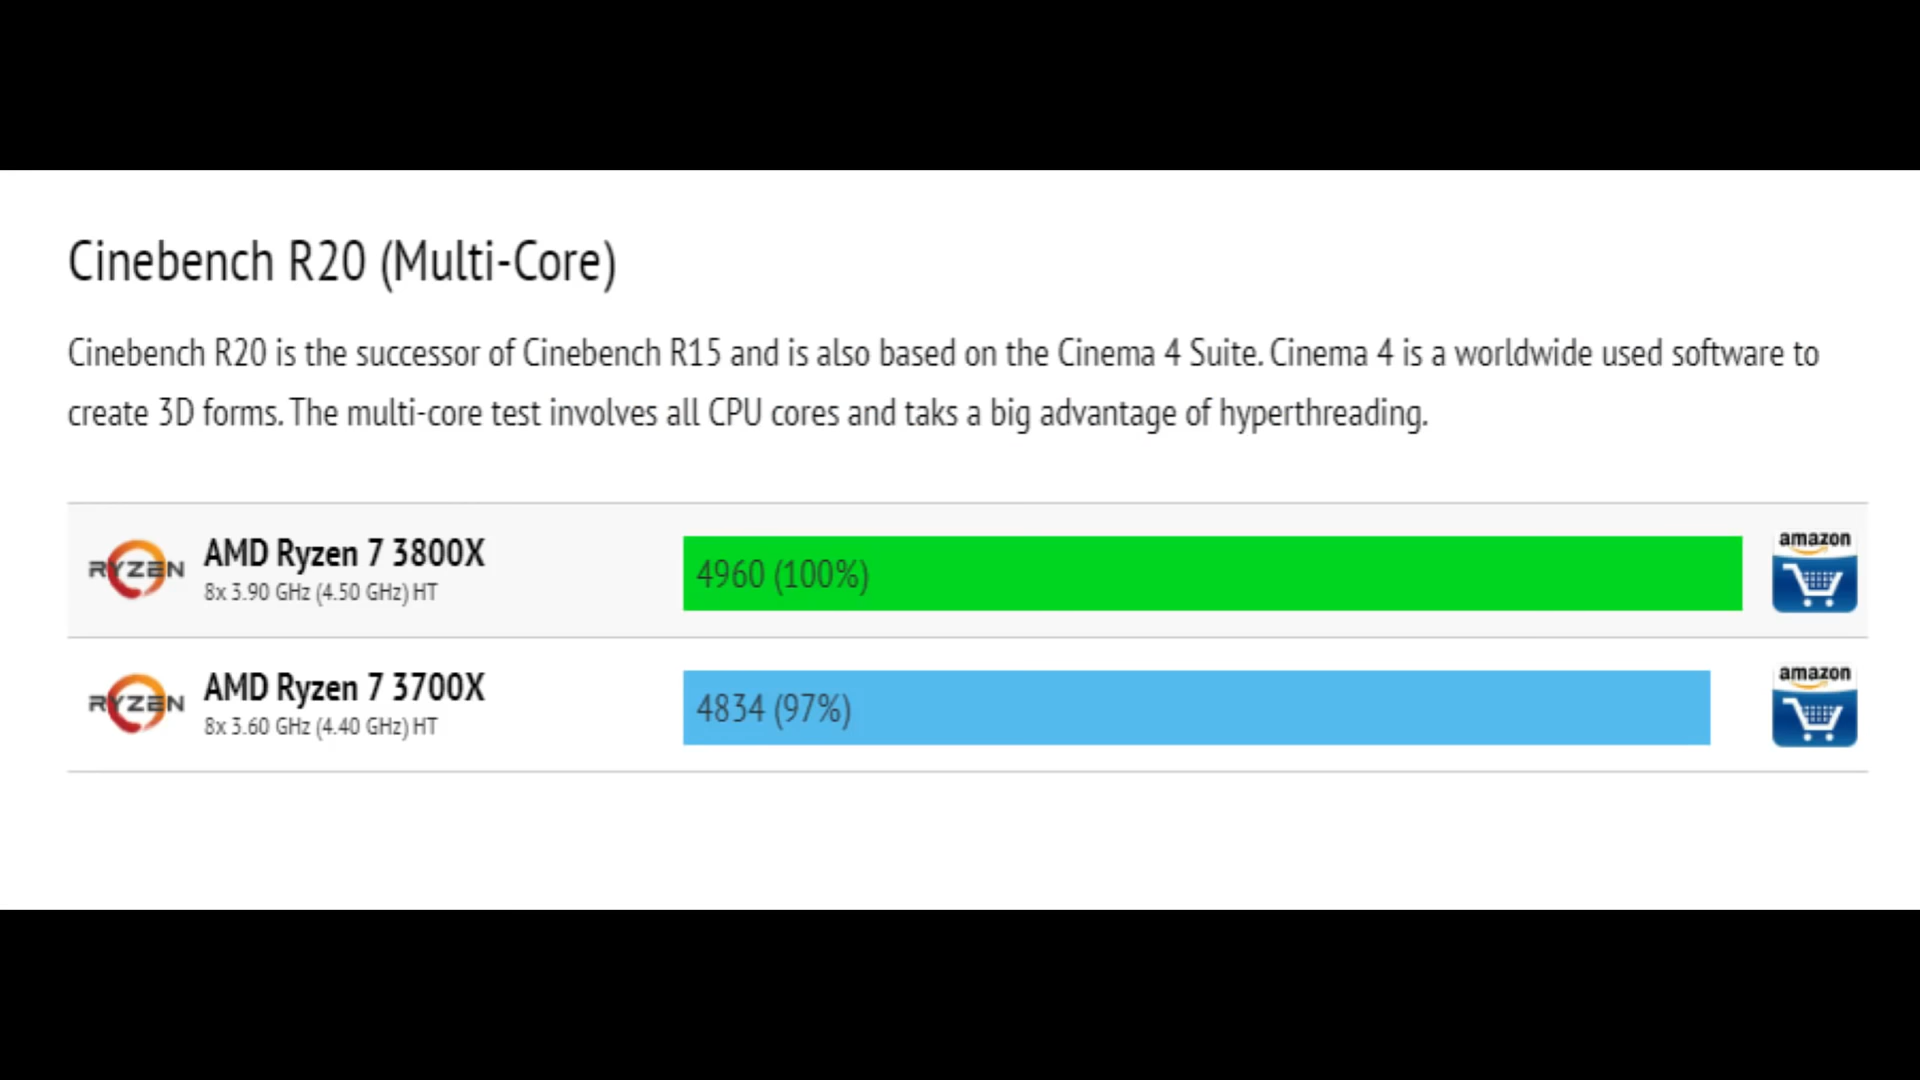 Cinebench R20 (Multi-Core)
Cinebench R20 is the successor of Cinebench R15 and is also based on the Cinema 4 Suite. Cinema 4 is a worldwide used software to
create 3D forms. The multi-core test involves all CPU cores and taks a big advantage of hyperthreading.
RYZEN
AMD Ryzen 7 3800X
8x 3.90 GHz (4.50 GHz) HT
4960 (100%)
amazon
RYZEN
AMD Ryzen 7 3700X
8x 3.60 GHz (4.40 GHz) HT
4834 (97%)
amazon